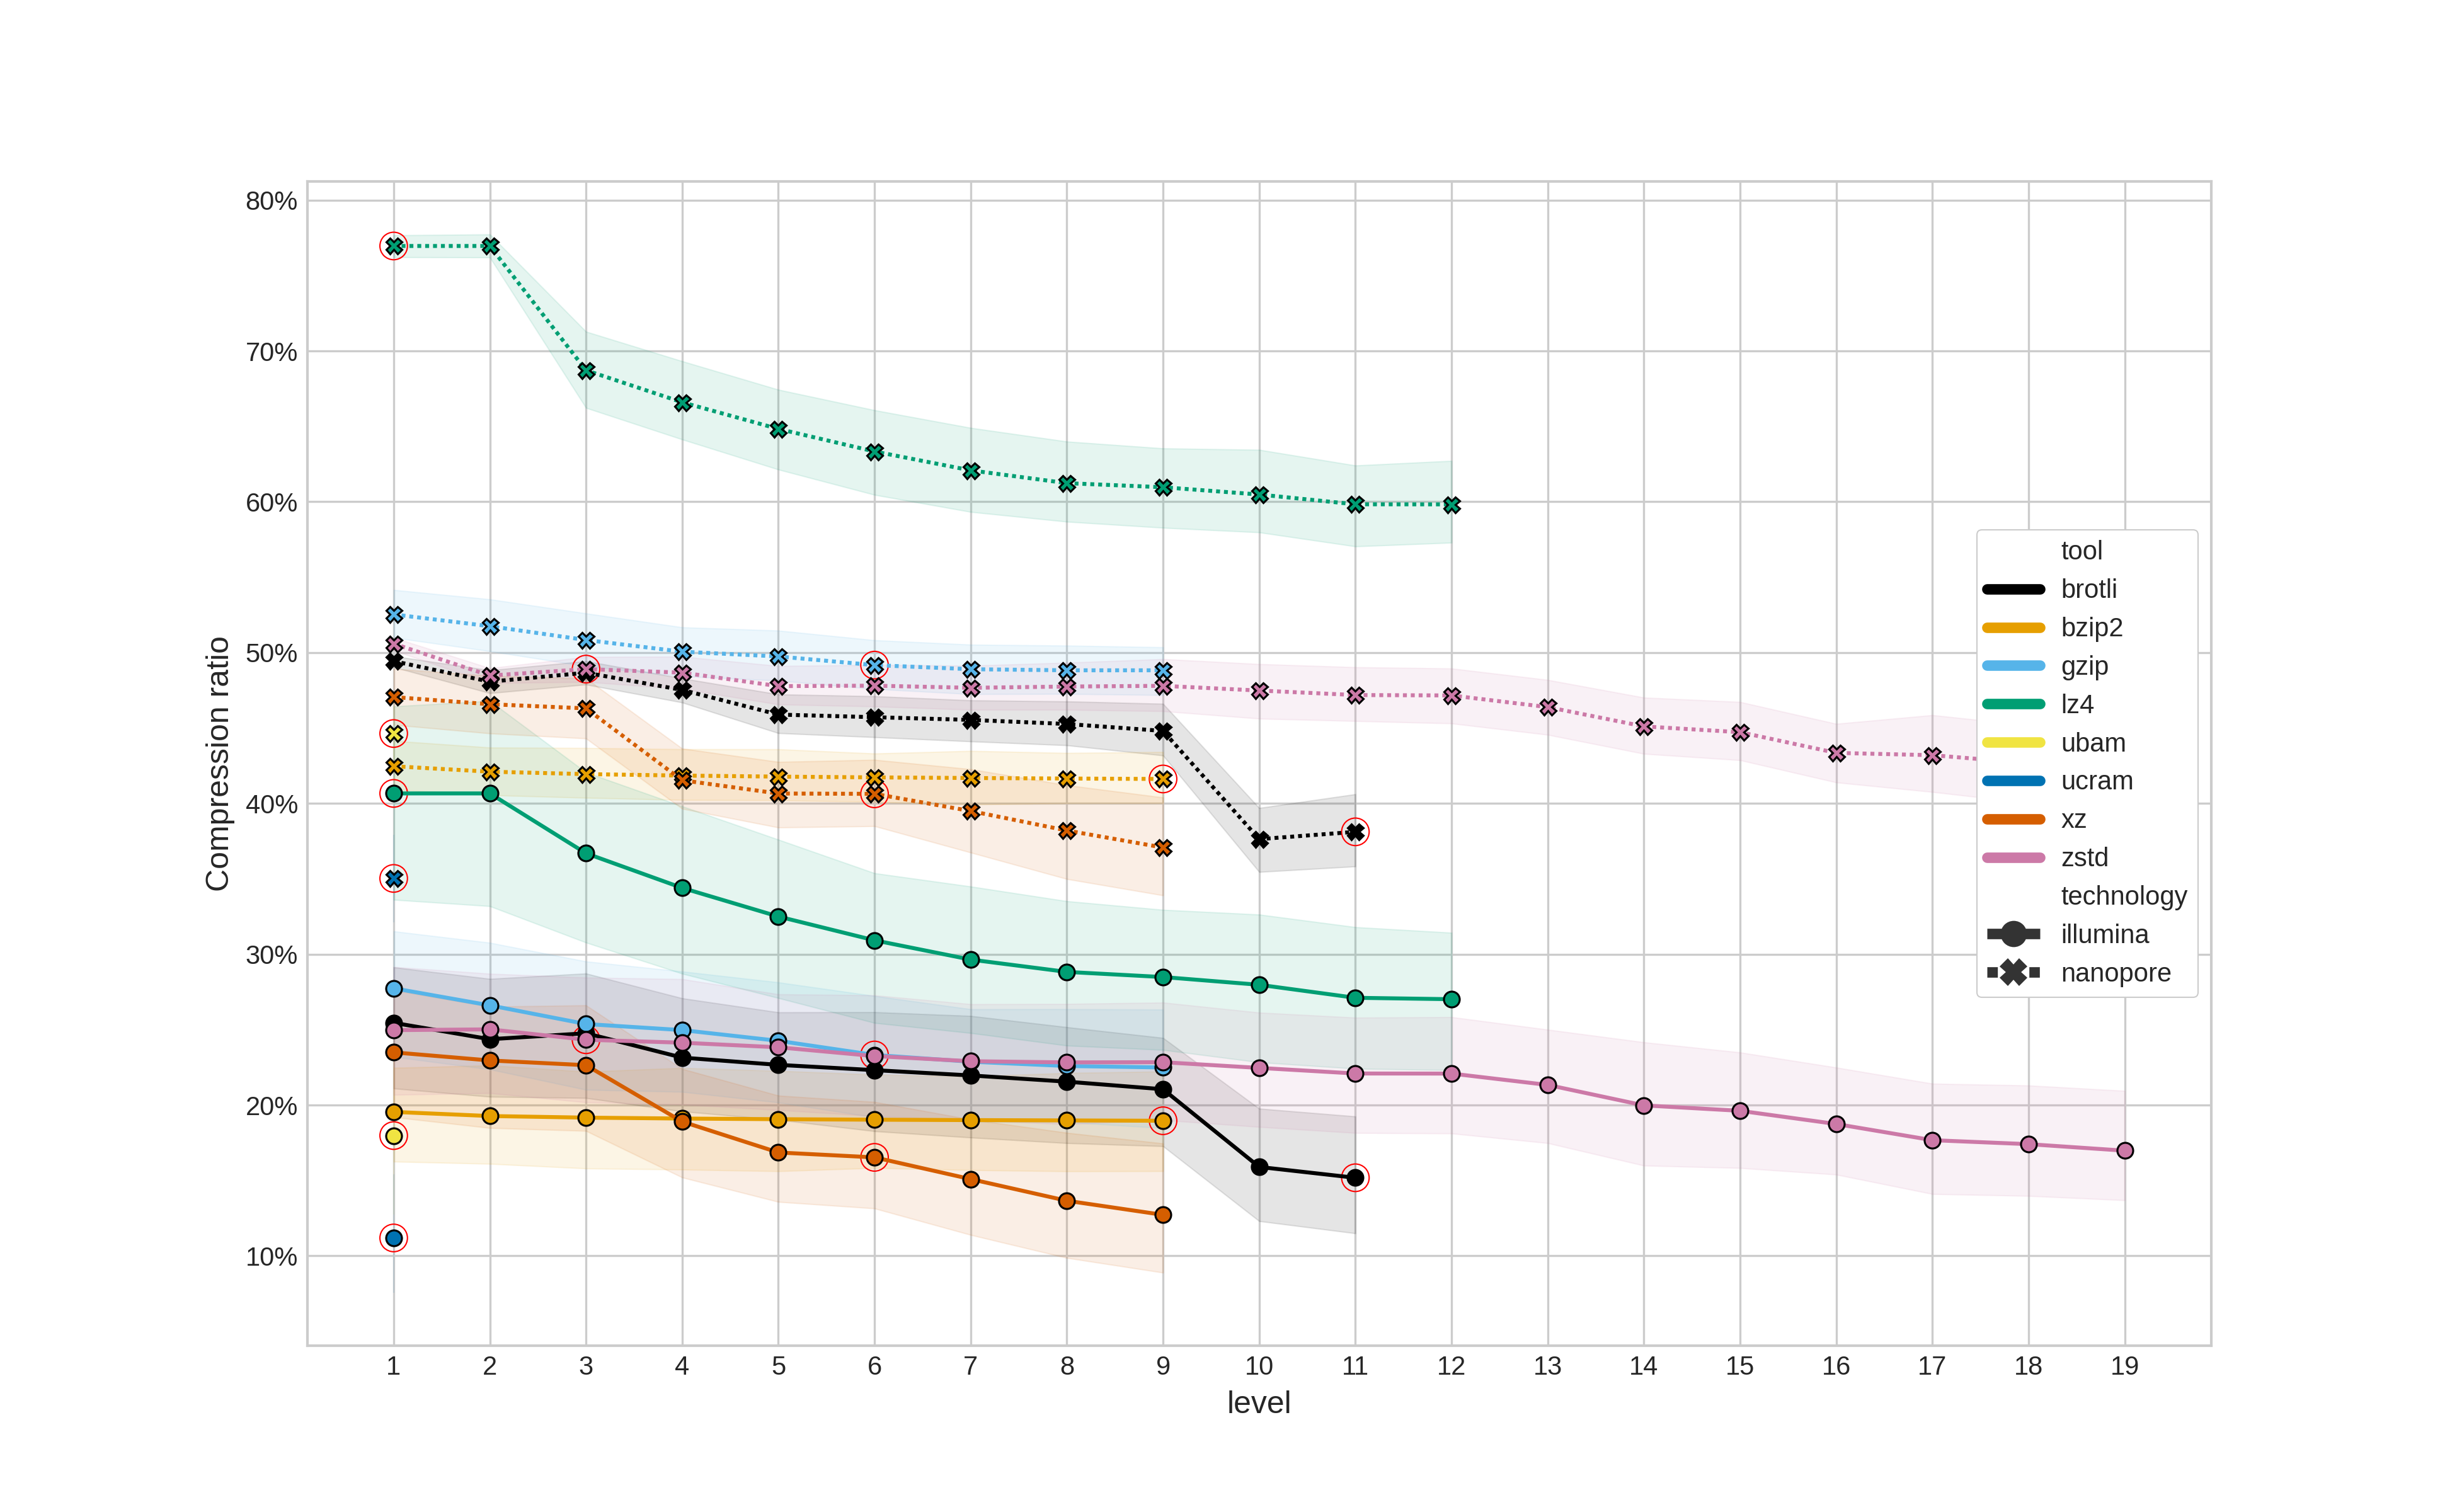 80%
70%
60%
50%
40%
30%
20%
10%
Compression ratio
1 2 3 4 5 6 7 8 9 10 11 12 13 14 15 16 17 18 19
level
tool
brotli
bzip2
gzip
lz4
ubam
ucram
xz
zstd
technology
illumina
nanopore